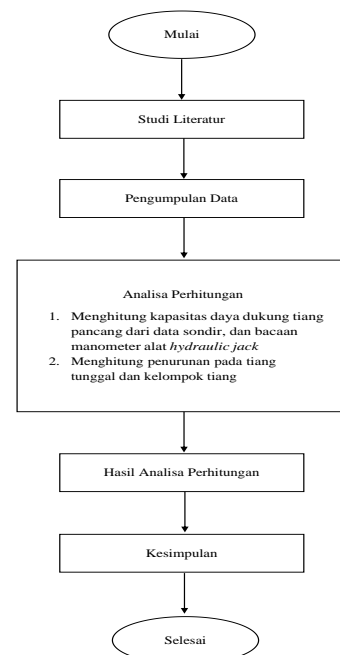 Mulai
Studi Literatur
Pengumpulan Data
Analisa Perhitungan
1. Menghitung kapasitas daya dukung tiang
pancang dari data sondir, dan bacaan
manometer alat hydraulic jack
2. Menghitung penurunan pada tiang
tunggal dan kelompok tiang
Hasil Analisa Perhitungan
Kesimpulan
Selesai